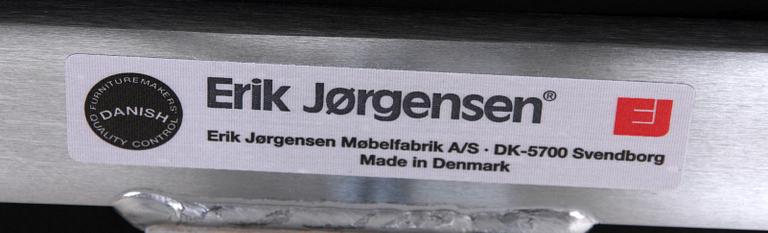 FURNITUREMAKERS'
DANISH
QUALITY CONTROL
Erik Jørgensen®
EJ
Erik Jørgensen Møbelfabrik A/S · DK-5700 Svendborg
Made in Denmark